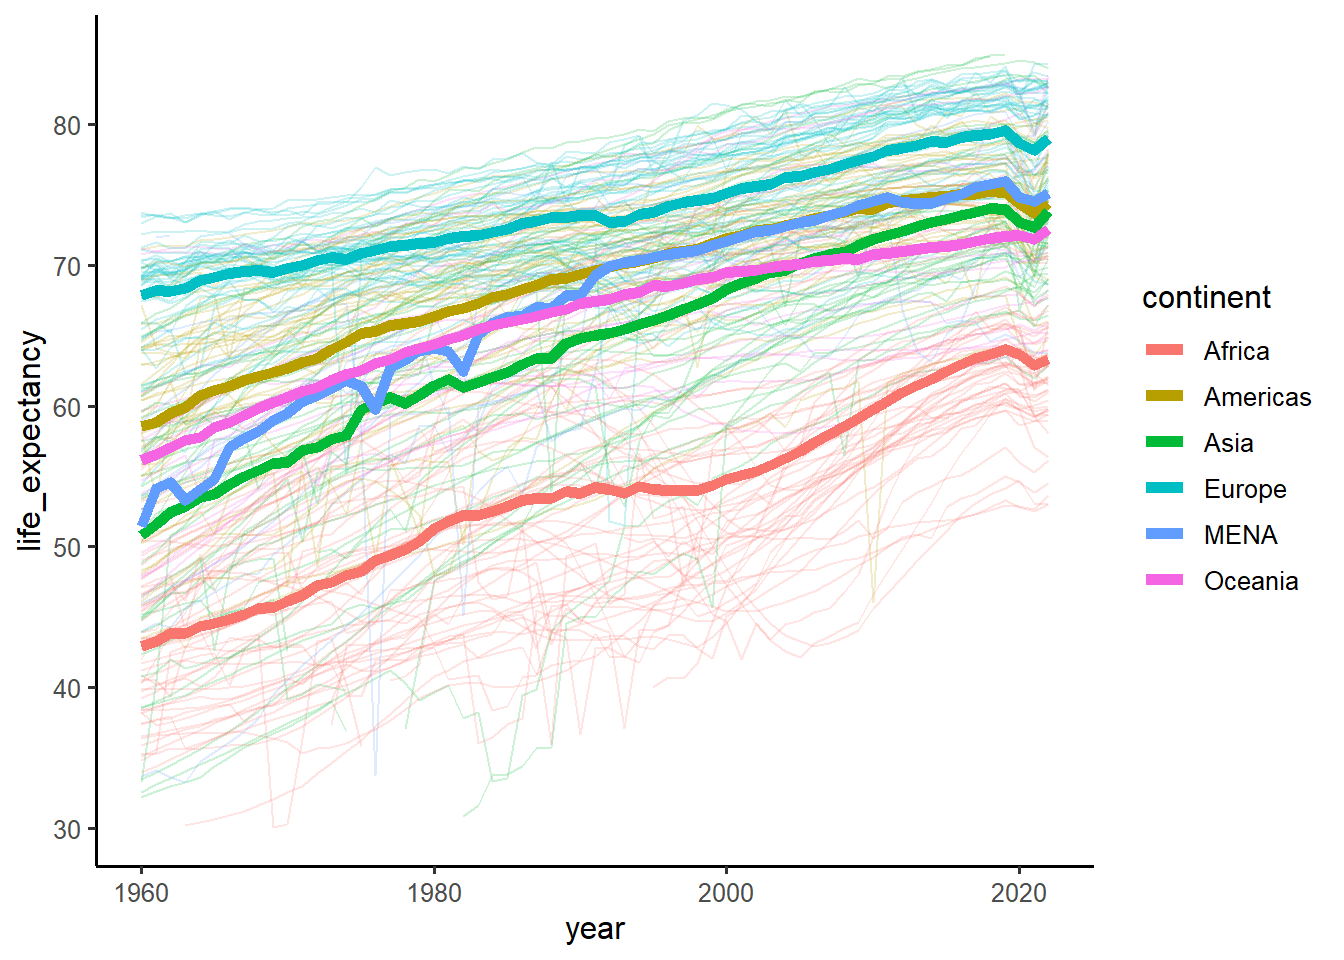 80
70
60
50
40
30
life_expectancy
1960 1980 2000 2020
year
continent
Africa
Americas
Asia
Europe
MENA
Oceania